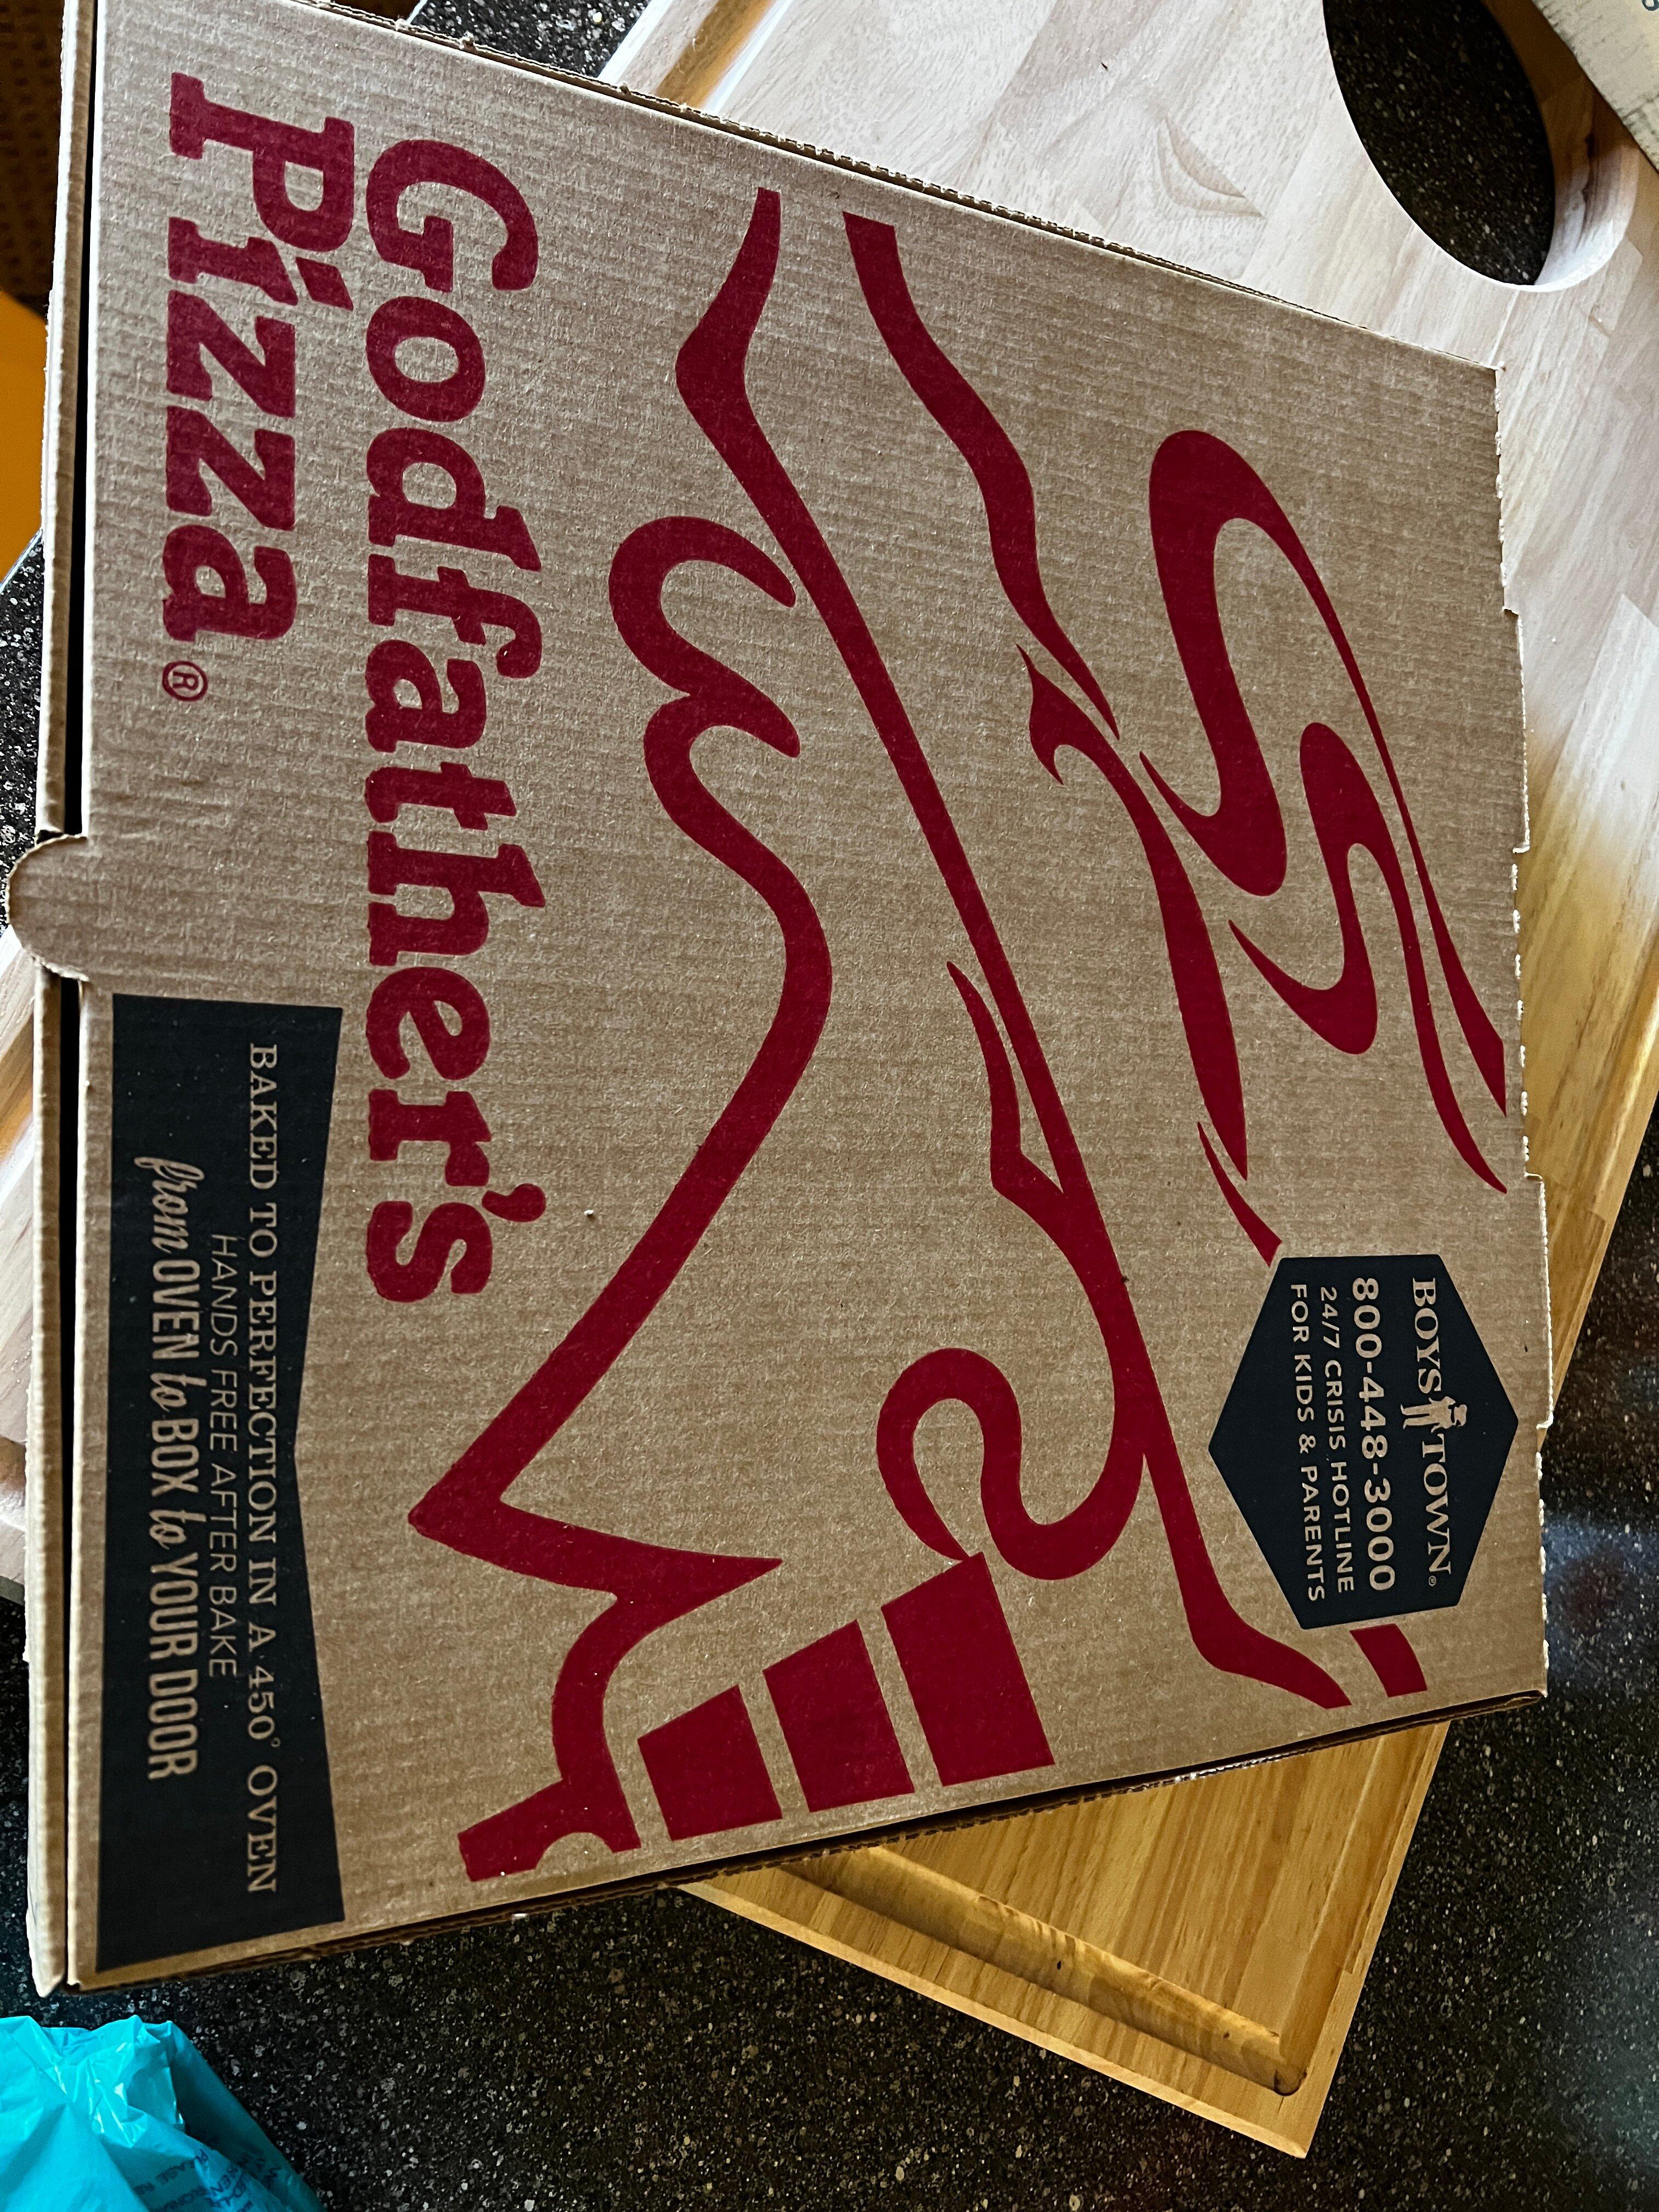 BOYS TOWN®
800-448-3000
24/7 CRISIS HOTLINE
FOR KIDS & PARENTS
Godfather's
Pizza®
BAKED TO PERFECTION IN A 450° OVEN
HANDS FREE AFTER BAKE
from OVEN to BOX to YOUR DOOR